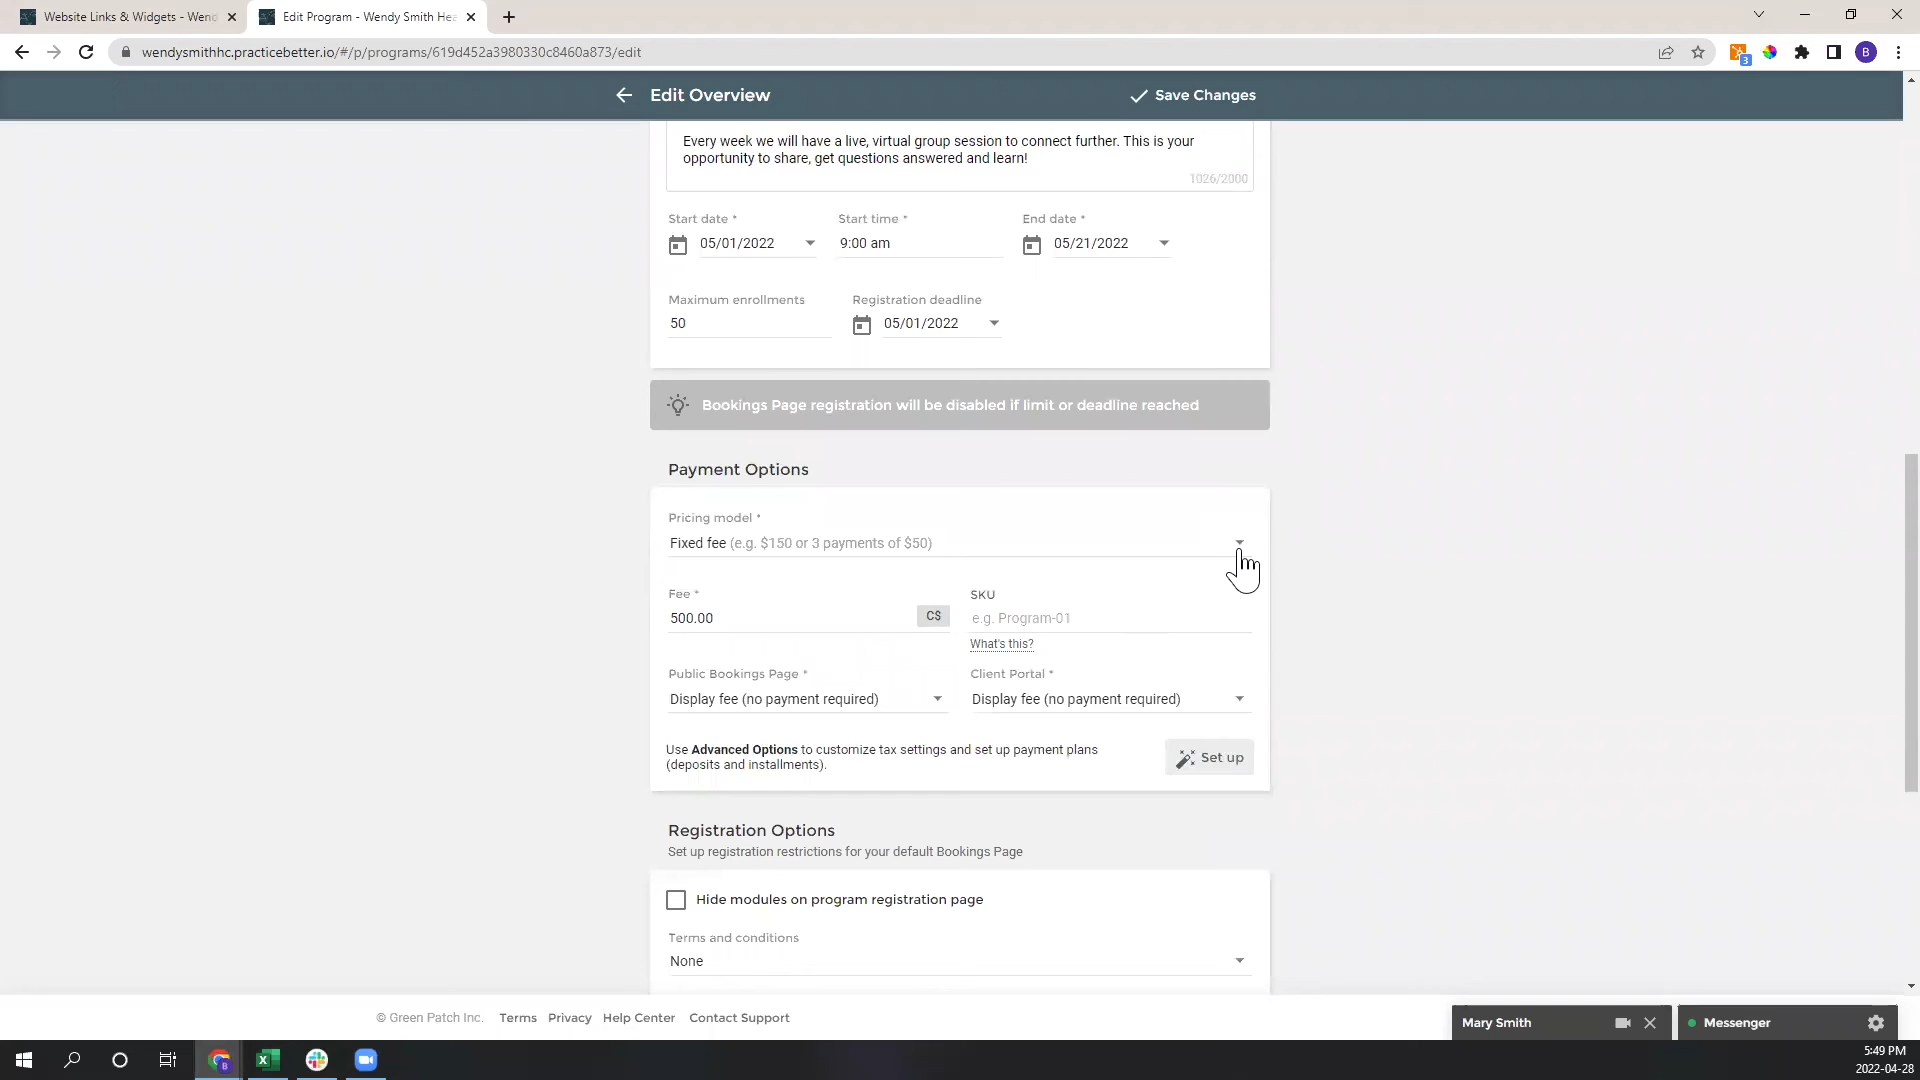 Website Links & Widgets - Wend
Edit Program - Wendy Smith Hea
wendysmithhc.practicebetter.io/#/p/programs/619d452a3980330c8460a873/edit
3
B
Edit Overview
Save Changes
Every week we will have a live, virtual group session to connect further. This is your
opportunity to share, get questions answered and learn!
1026/2000
Start date * Start time * End date *
05/01/2022 9:00 am 05/21/2022
Maximum enrollments Registration deadline
50 05/01/2022
Bookings Page registration will be disabled if limit or deadline reached
Payment Options
Pricing model *
Fixed fee (e.g. $150 or 3 payments of $50)
Fee * SKU
500.00 C$ e.g. Program-01
What's this?
Public Bookings Page * Client Portal *
Display fee (no payment required) Display fee (no payment required)
Use Advanced Options to customize tax settings and set up payment plans
(deposits and installments).
Set up
Registration Options
Set up registration restrictions for your default Bookings Page
Hide modules on program registration page
Terms and conditions
None
© Green Patch Inc. Terms Privacy Help Center Contact Support
Mary Smith
Messenger
5:49 PM
2022-04-28